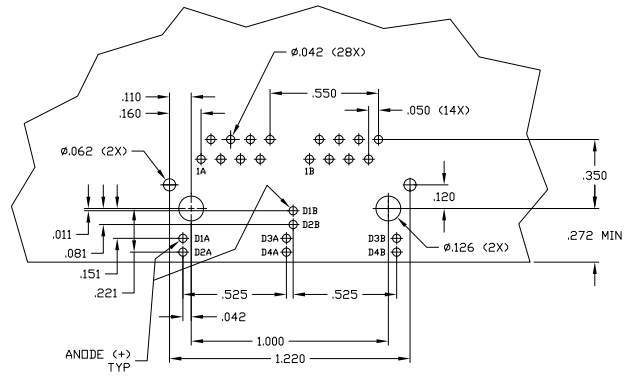 Ø.042 (28X)
.110
.550
.160
.050 (14X)
Ø.062 (2X)
1A
1B
.350
.120
D1B
.011
D2B
.272 MIN
.081
D1A
D3A
D3B
Ø.126 (2X)
.151
D2A
D4A
D4B
.221
.525
.525
.042
1.000
ANODE (+)
TYP
1.220